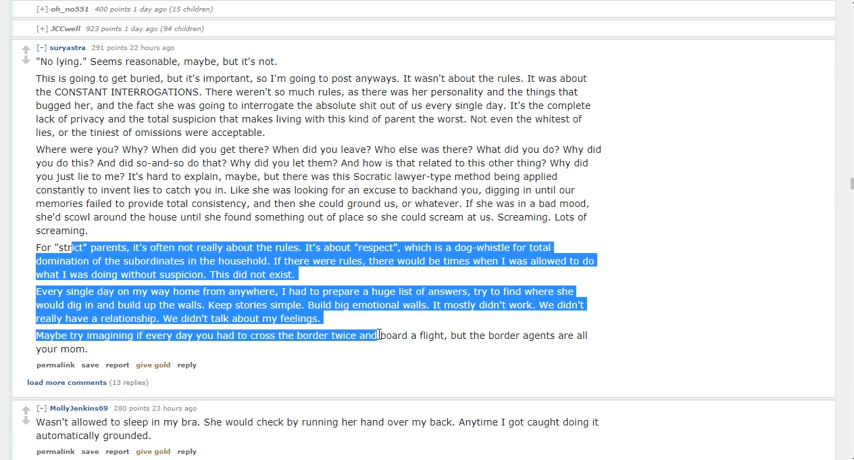 [+] oh_no551 400 points 1 day ago (15 children)
[+] JCCwell 923 points 1 day ago (94 children)
[–] suryastra 291 points 22 hours ago
"No lying." Seems reasonable, maybe, but it's not.
This is going to get buried, but it's important, so I'm going to post anyways. It wasn't about the rules. It was about
the CONSTANT INTERROGATIONS. There weren't so much rules, as there was her personality and the things that
bugged her, and the fact she was going to interrogate the absolute shit out of us every single day. It's the complete
lack of privacy and the total suspicion that makes living with this kind of parent the worst. Not even the whitest of
lies, or the tiniest of omissions were acceptable.
Where were you? Why? When did you get there? When did you leave? Who else was there? What did you do? Why did
you do this? And did so-and-so do that? Why did you let them? And how is that related to this other thing? Why did
you just lie to me? It's hard to explain, maybe, but there was this Socratic lawyer-type method being applied
constantly to invent lies to catch you in. Like she was looking for an excuse to backhand you, digging in until our
memories failed to provide total consistency, and then she could ground us, or whatever. If she was in a bad mood,
she'd scowl around the house until she found something out of place so she could scream at us. Screaming. Lots of
screaming.
For "strict" parents, it's often not really about the rules. It's about "respect", which is a dog-whistle for total
domination of the subordinates in the household. If there were rules, there would be times when I was allowed to do
what I was doing without suspicion. This did not exist.
Every single day on my way home from anywhere, I had to prepare a huge list of answers, try to find where she
would dig in and build up the walls. Keep stories simple. Build big emotional walls. It mostly didn't work. We didn't
really have a relationship. We didn't talk about my feelings.
Maybe try imagining if every day you had to cross the border twice and board a flight, but the border agents are all
your mom.
permalink save report give gold reply
load more comments (13 replies)
[–] MollyJenkins69 280 points 23 hours ago
Wasn't allowed to sleep in my bra. She would check by running her hand over my back. Anytime I got caught doing it
automatically grounded.
permalink save report give gold reply